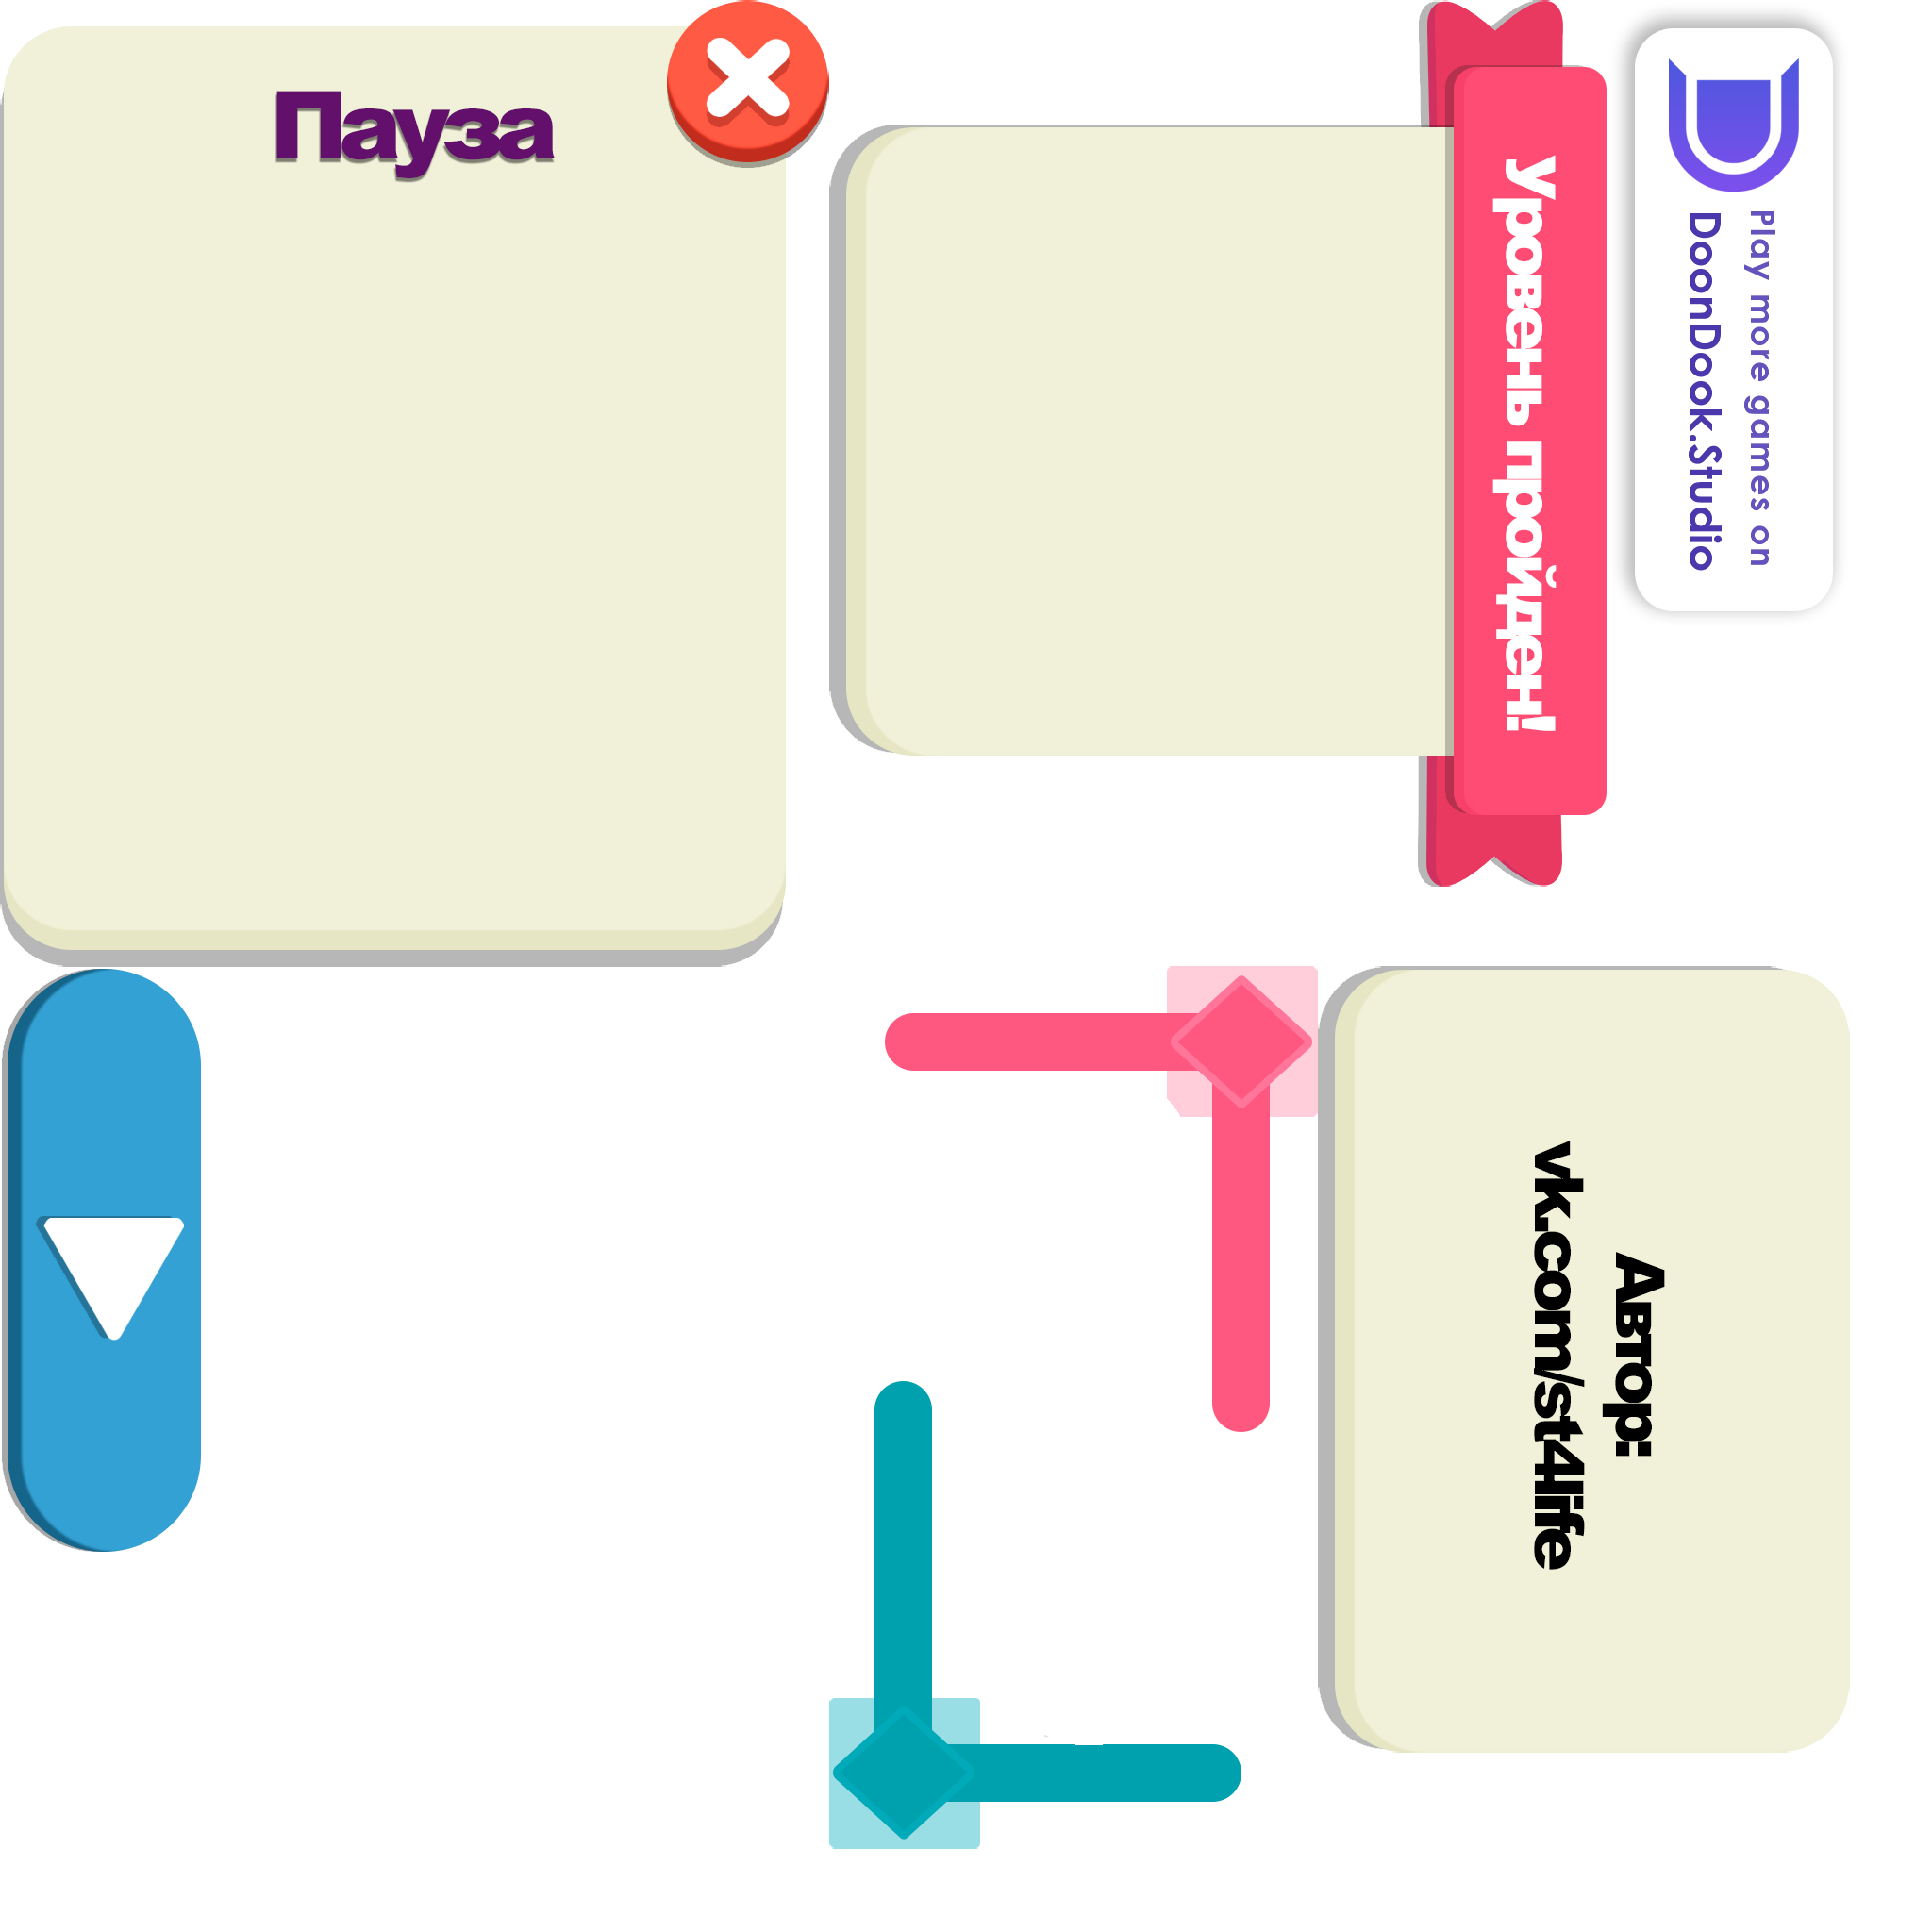 Пауза
Уровень пройден!
Play more games on
DoonDook.Studio
Автор:
vk.com/st4life